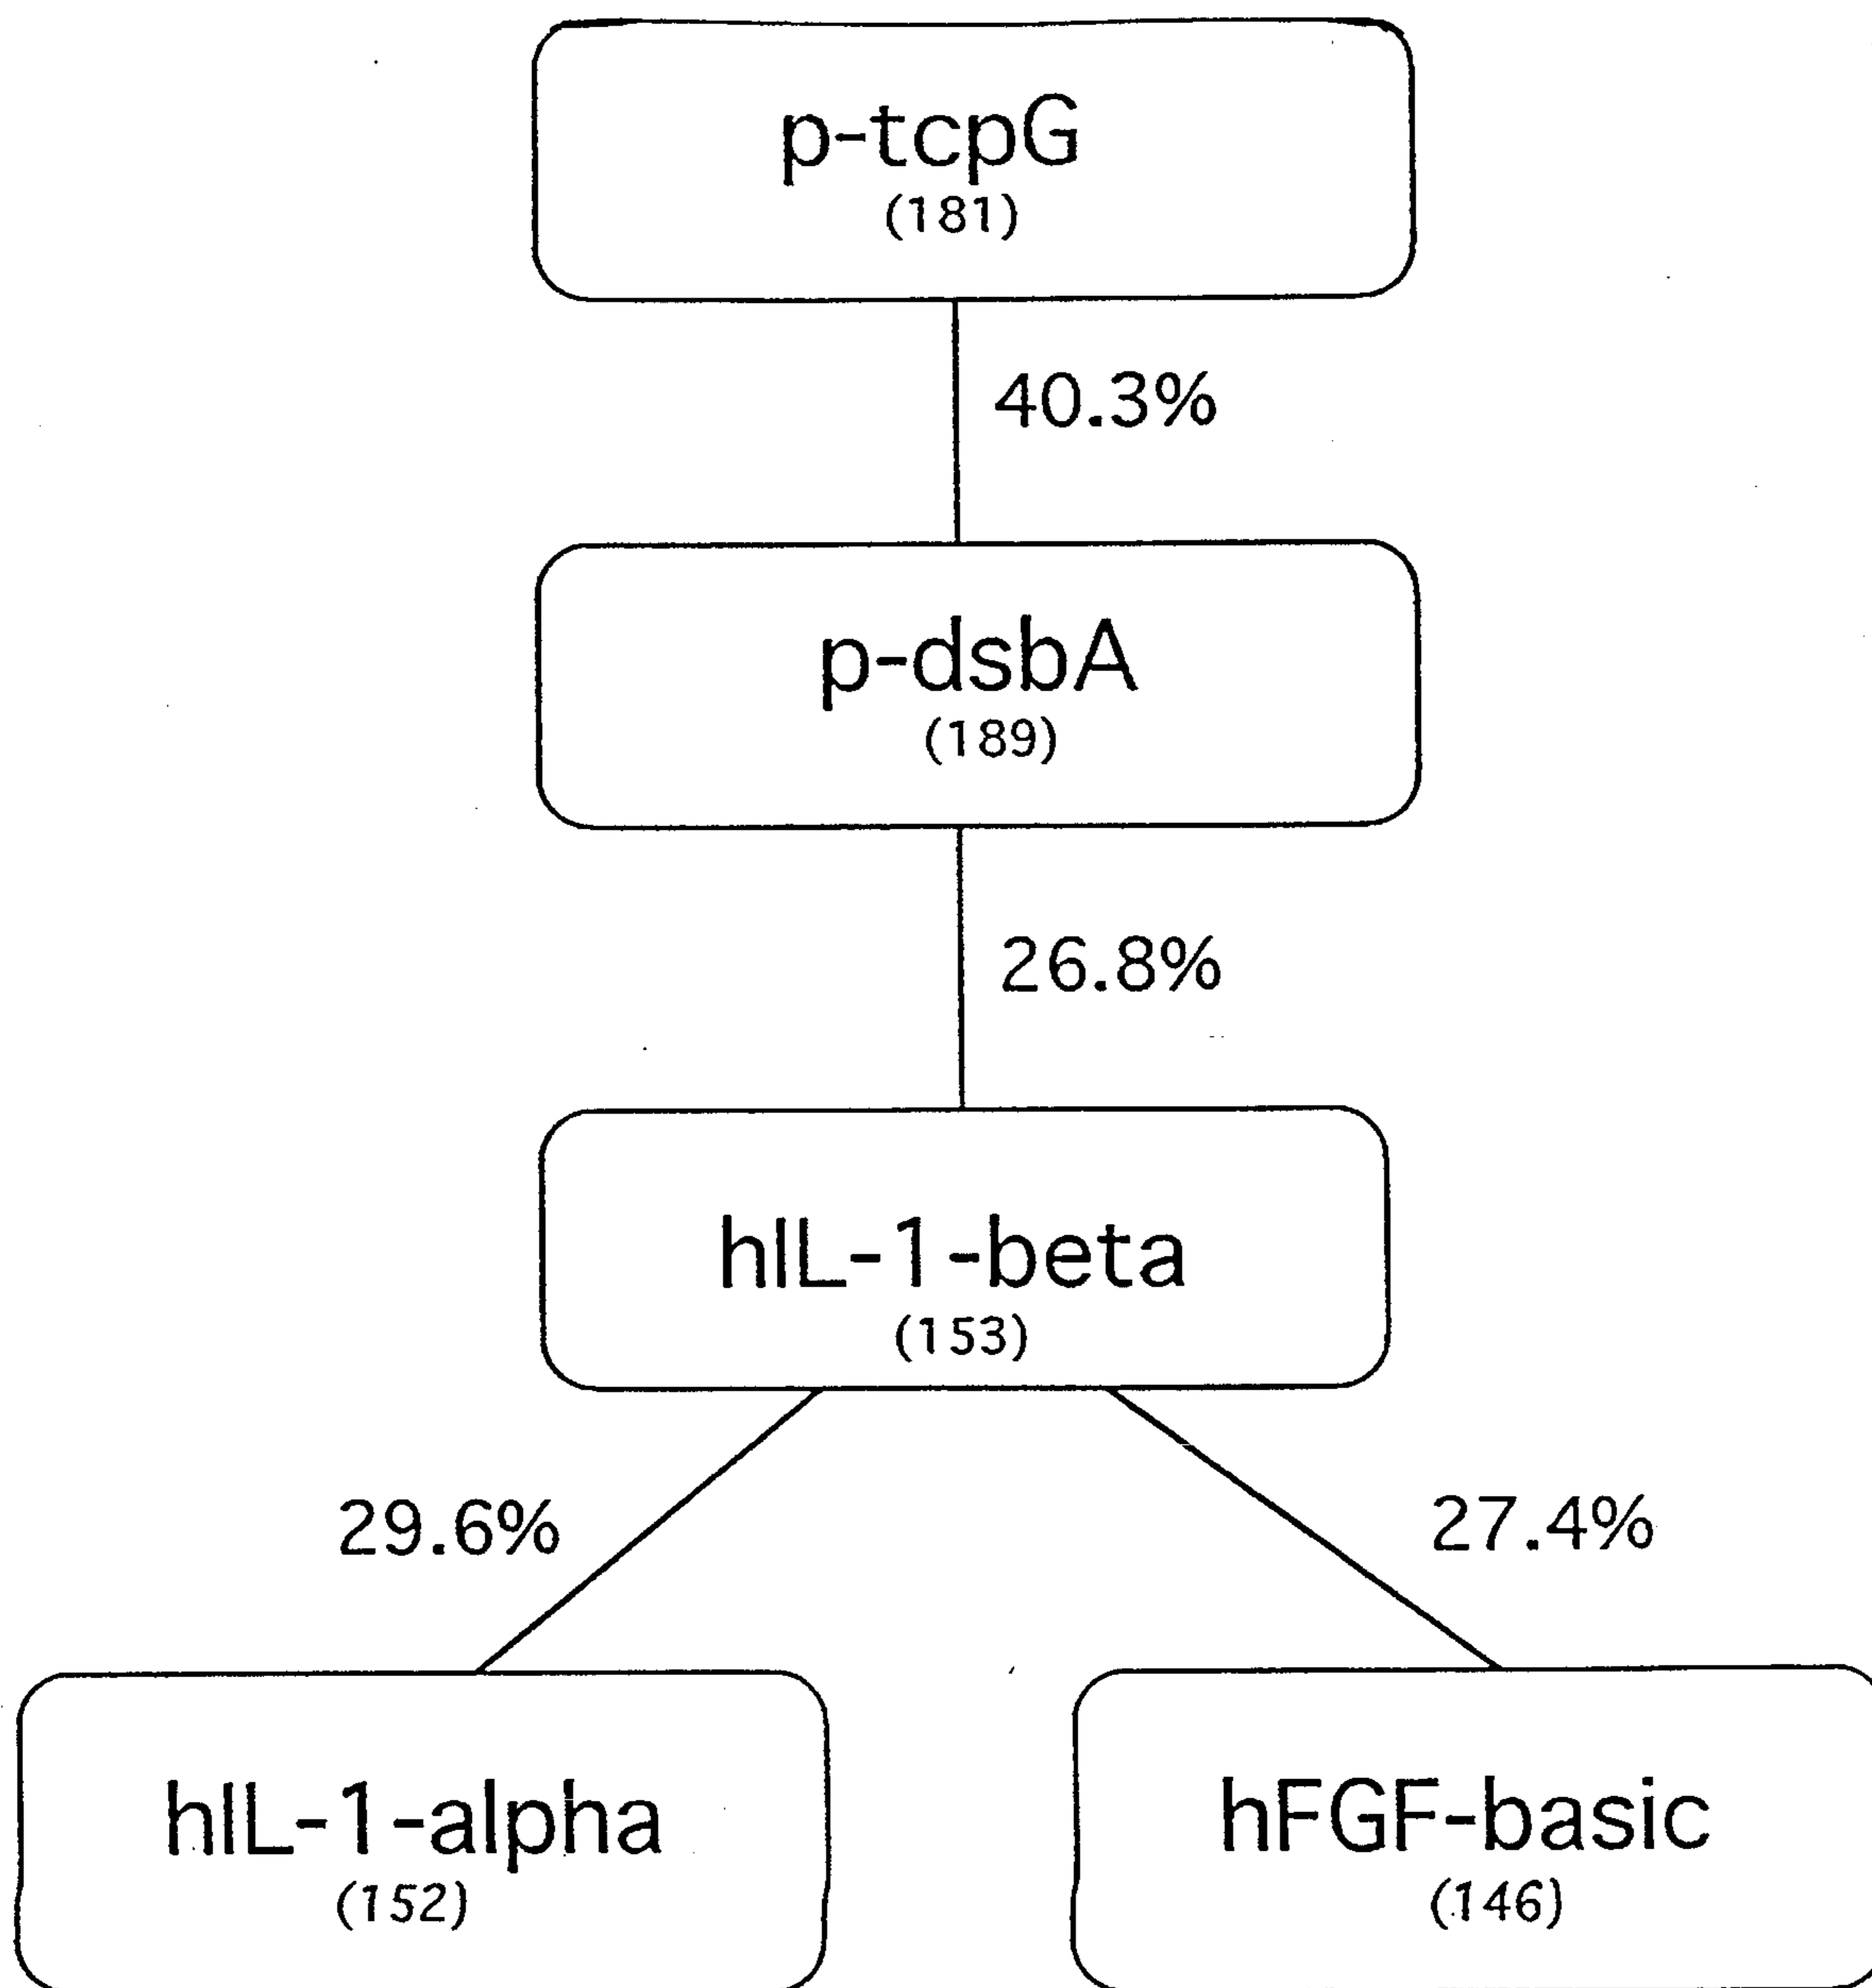 p-tcpG
(181)
40.3%
p-dsbA
(189)
26.8%
hIL-1-beta
(153)
29.6%
27.4%
hIL-1-alpha
(152)
hFGF-basic
(146)